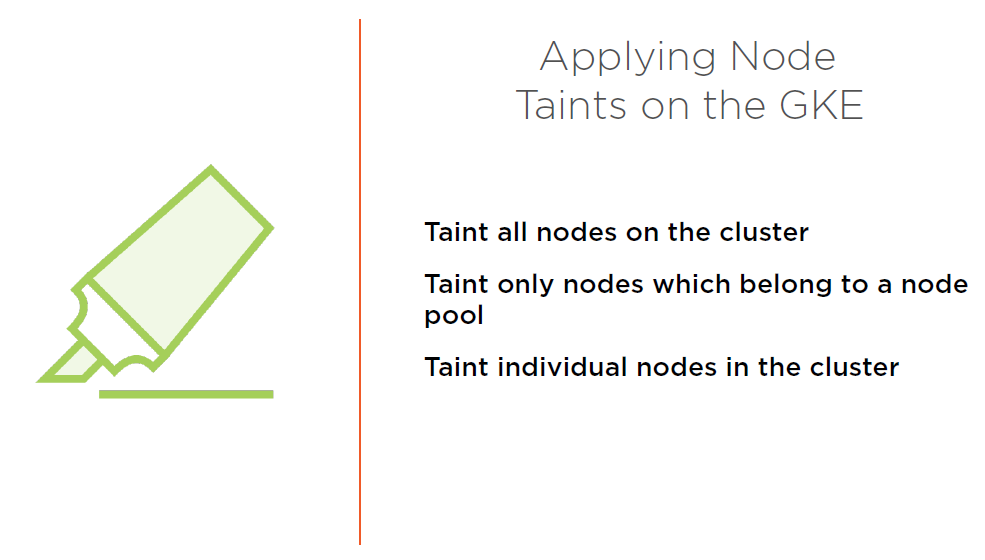 Applying Node
Taints on the GKE
Taint all nodes on the cluster
Taint only nodes which belong to a node
pool
Taint individual nodes in the cluster